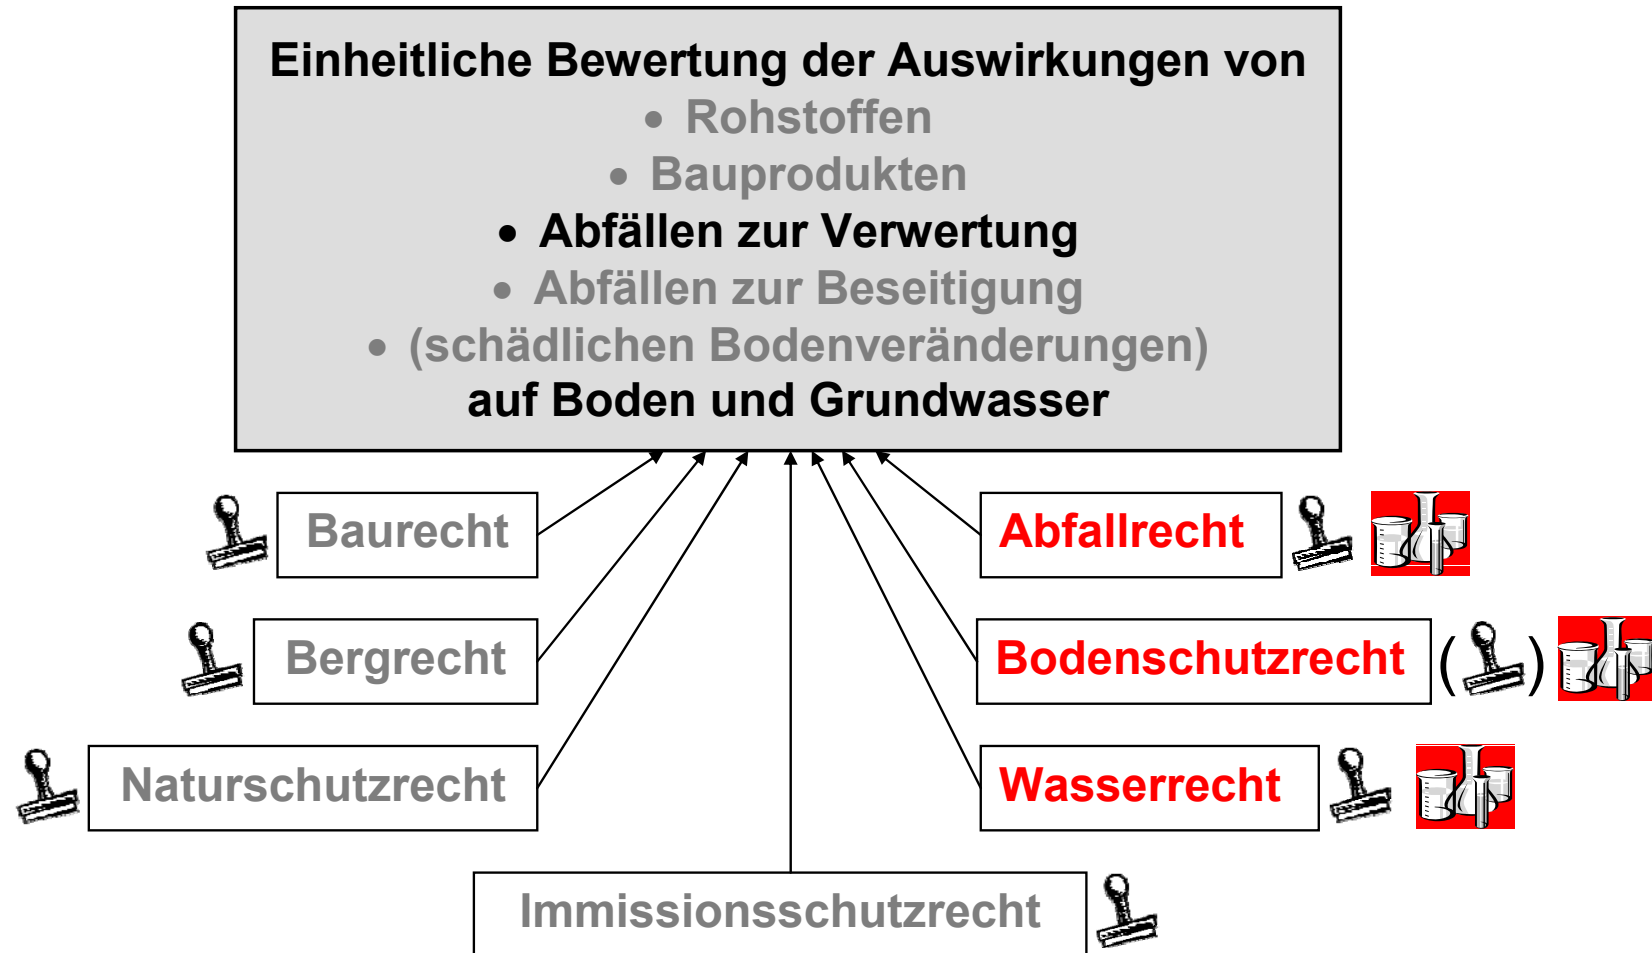 Einheitliche Bewertung der Auswirkungen von
• Rohstoffen
• Bauprodukten
• Abfällen zur Verwertung
• Abfällen zur Beseitigung
• (schädlichen Bodenveränderungen)
auf Boden und Grundwasser
Baurecht
Abfallrecht
Bergrecht
Bodenschutzrecht ( )
Naturschutzrecht
Wasserrecht
Immissionsschutzrecht